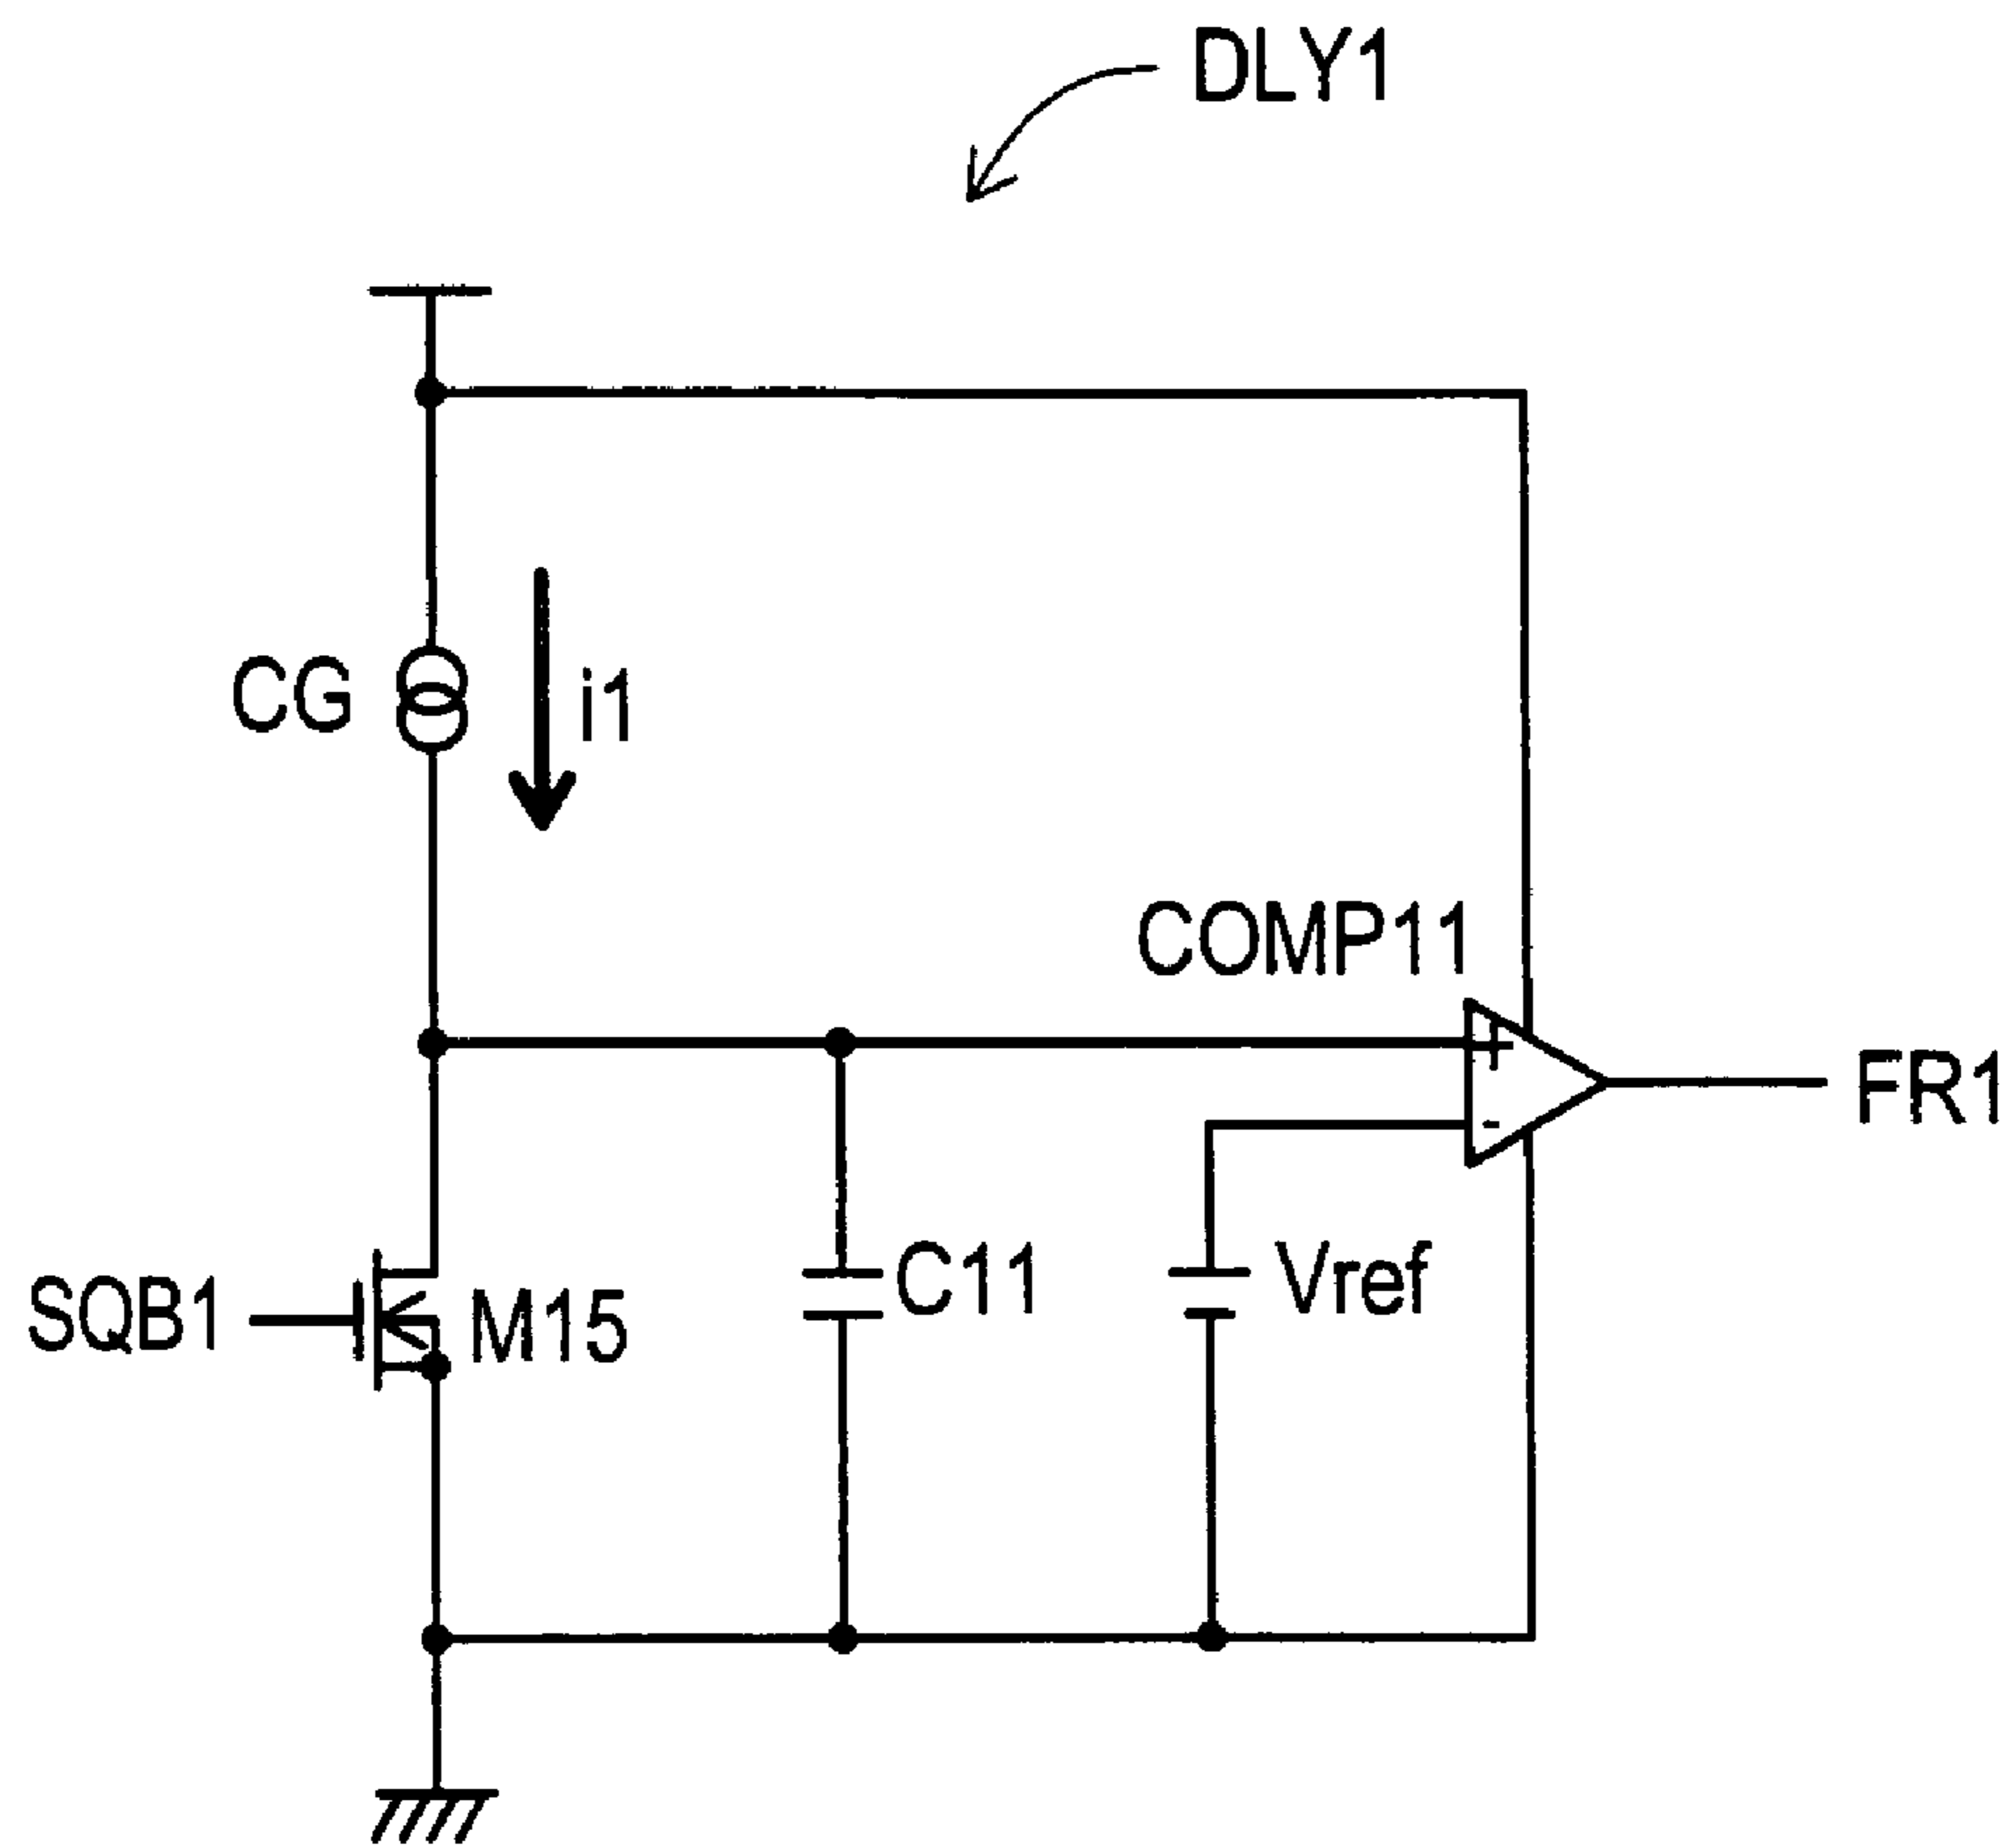 DLY1
CG
i1
COMP11
+
-
FR1
SQB1
M15
C11
Vref